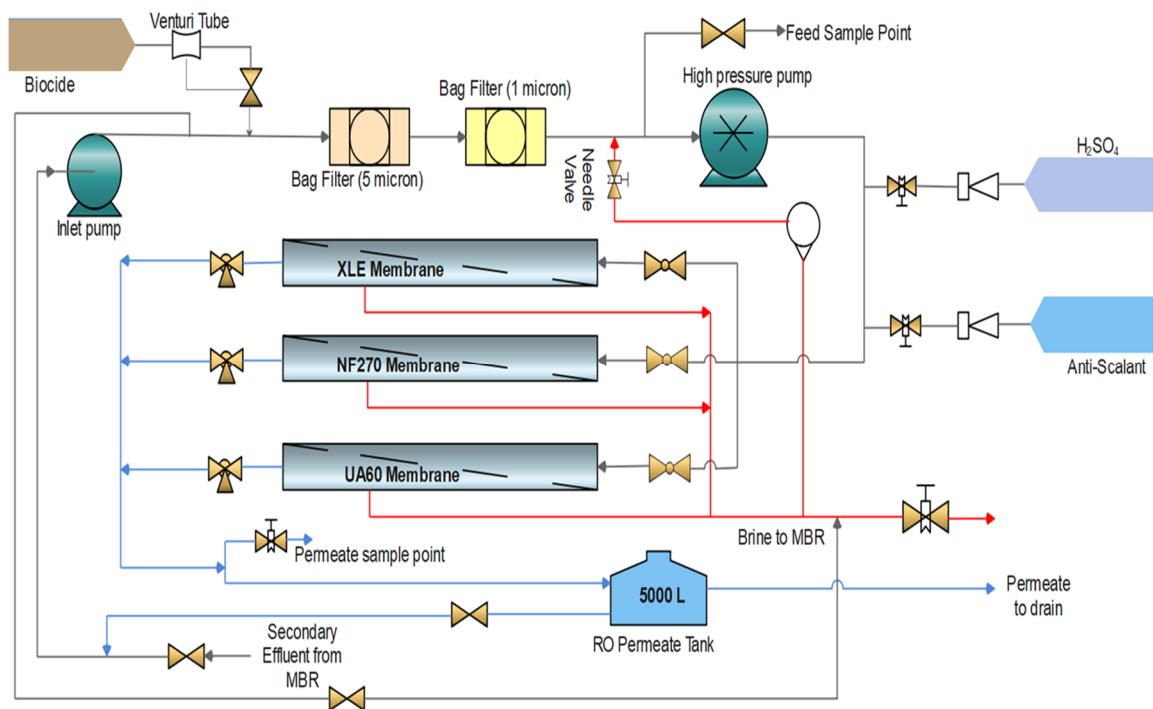 Venturi Tube
Biocide
Feed Sample Point
High pressure pump
Bag Filter (1 micron)
Bag Filter (5 micron)
Needle
Valve
H₂SO₄
Inlet pump
XLE Membrane
NF270 Membrane
Anti-Scalant
UA60 Membrane
Brine to MBR
Permeate sample point
5000 L
Permeate
to drain
RO Permeate Tank
Secondary
Effluent from
MBR